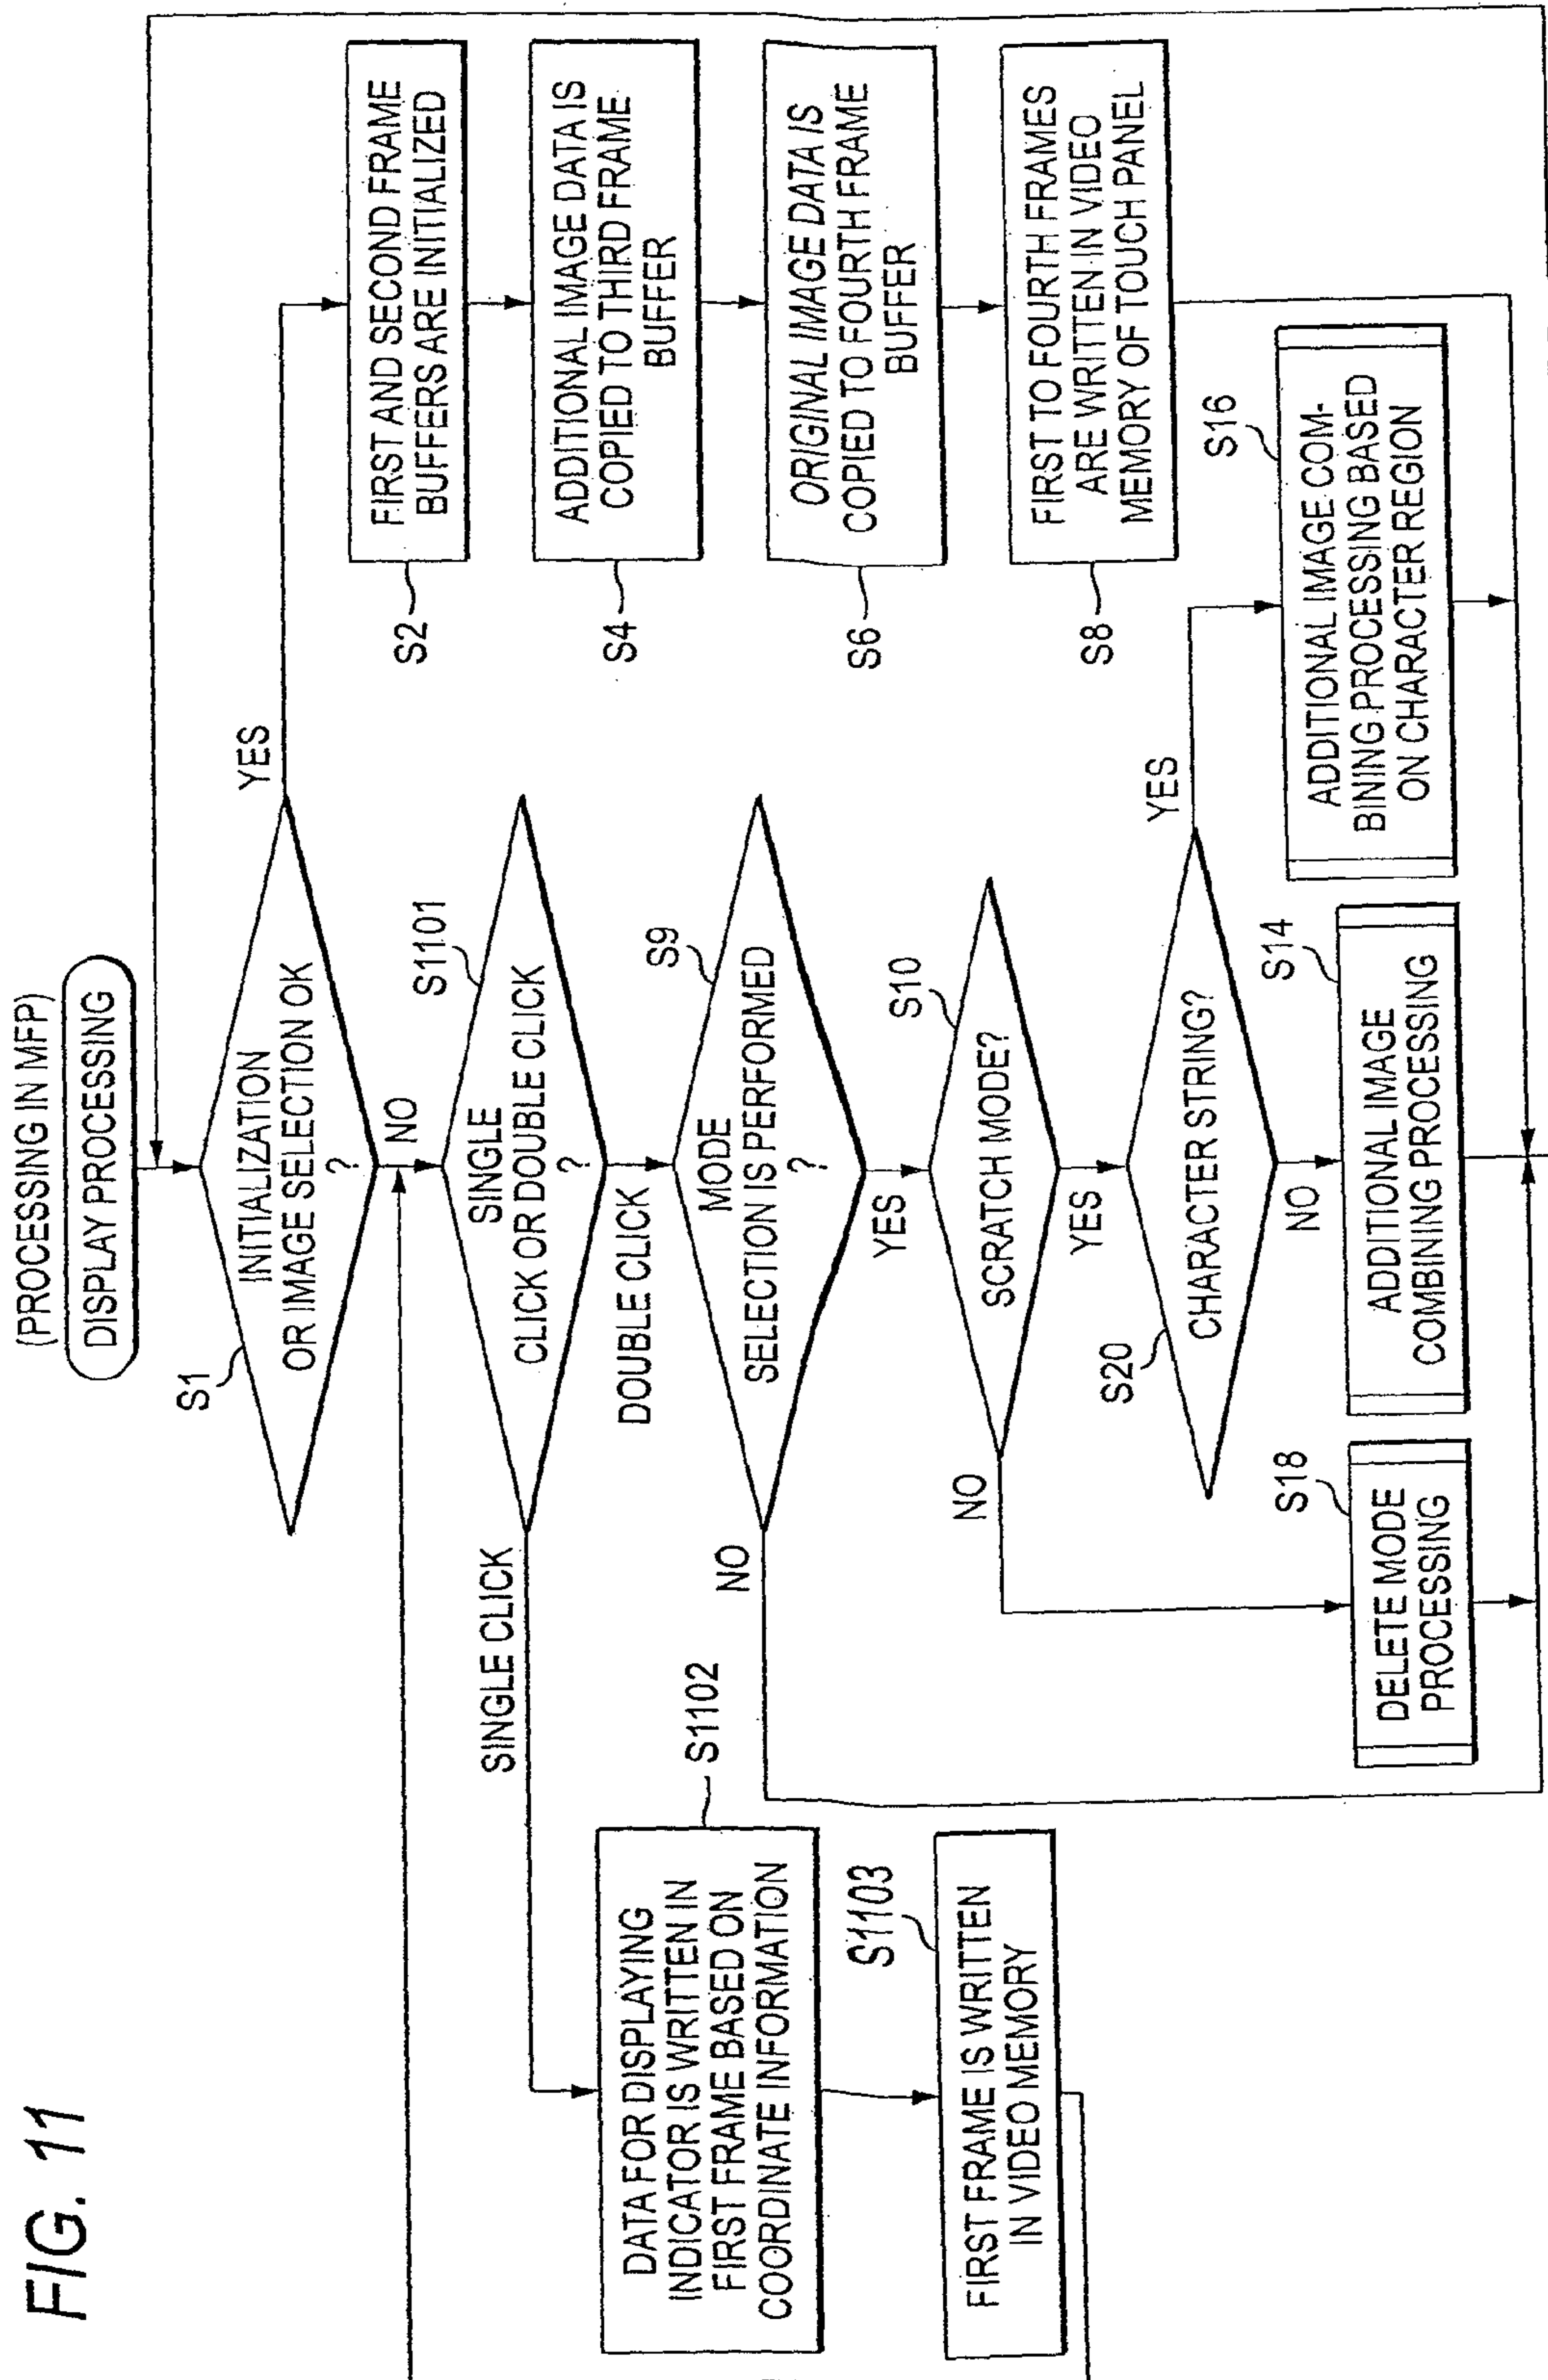 FIG. 11
(PROCESSING IN MFP)
DISPLAY PROCESSING
S1
INITIALIZATION
OR IMAGE SELECTION OK
?
YES
NO
FIRST AND SECOND FRAME
BUFFERS ARE INITIALIZED
S2
ADDITIONAL IMAGE DATA IS
COPIED TO THIRD FRAME
BUFFER
S4
ORIGINAL IMAGE DATA IS
COPIED TO FOURTH FRAME
BUFFER
S6
FIRST TO FOURTH FRAMES
ARE WRITTEN IN VIDEO
MEMORY OF TOUCH PANEL
S8
S1101
SINGLE
CLICK OR DOUBLE CLICK
?
SINGLE CLICK
DOUBLE CLICK
DATA FOR DISPLAYING
INDICATOR IS WRITTEN IN
FIRST FRAME BASED ON
COORDINATE INFORMATION
S1102
S1103
FIRST FRAME IS WRITTEN
IN VIDEO MEMORY
S9
MODE
SELECTION IS PERFORMED
?
NO
YES
S10
SCRATCH MODE?
NO
YES
S20
CHARACTER STRING?
YES
NO
S18
DELETE MODE
PROCESSING
S14
ADDITIONAL IMAGE
COMBINING PROCESSING
S16
ADDITIONAL IMAGE COM-
BINING PROCESSING BASED
ON CHARACTER REGION